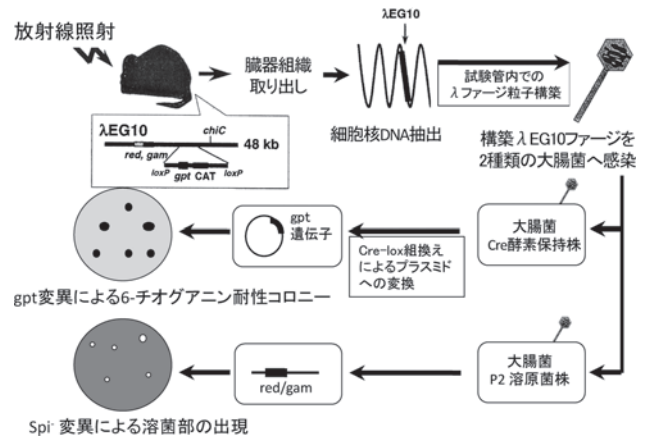 放射線照射
臓器組織
取り出し
λEG10
細胞核DNA抽出
試験管内での
λファージ粒子構築
構築λEG10ファージを
2種類の大腸菌へ感染
λEG10
chiC
48 kb
red, gam
loxP gpt CAT loxP
大腸菌
Cre酵素保持株
Cre-lox組換え
によるプラスミド
への変換
gpt
遺伝子
gpt変異による6-チオグアニン耐性コロニー
大腸菌
P2 溶原菌株
red/gam
Spi⁻ 変異による溶菌部の出現